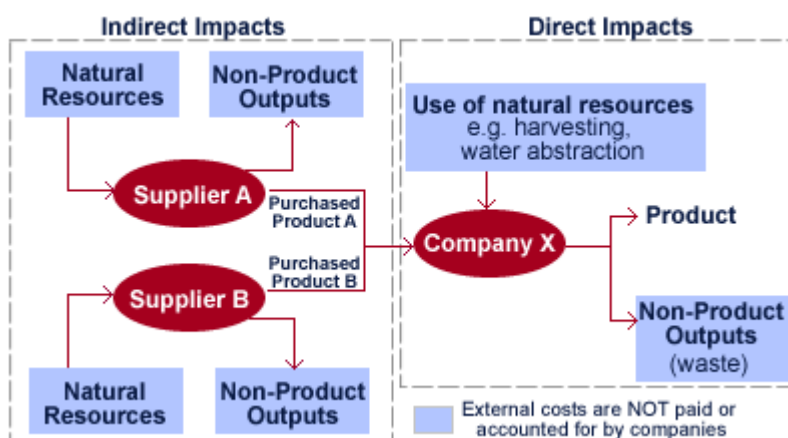 Indirect Impacts
Natural
Resources
Non-Product
Outputs
Supplier A
Purchased
Product A
Purchased
Product B
Supplier B
Natural
Resources
Non-Product
Outputs
Direct Impacts
Use of natural resources
e.g. harvesting,
water abstraction
Company X
Product
Non-Product
Outputs
(waste)
External costs are NOT paid or
accounted for by companies